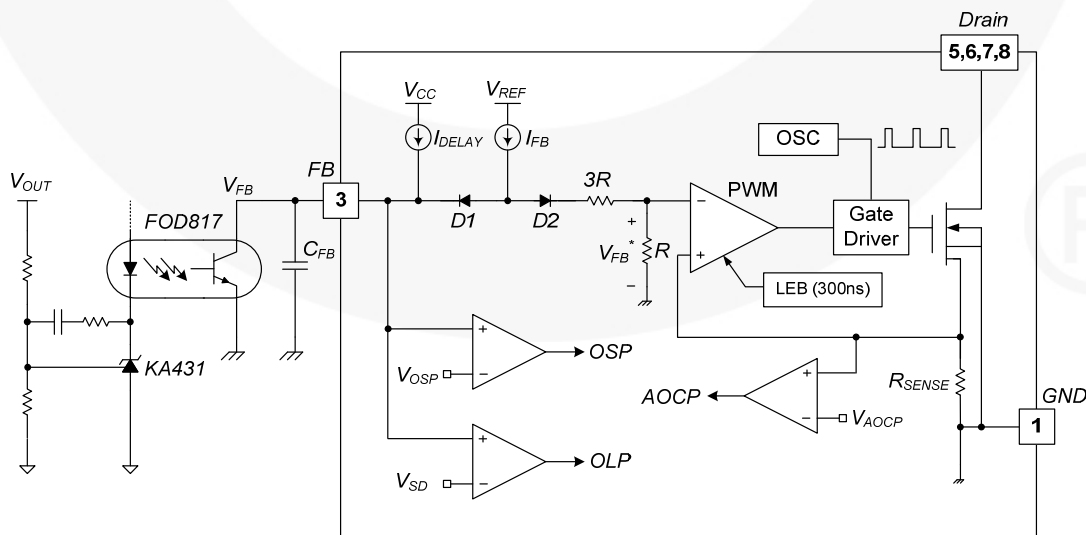 Drain
5,6,7,8
VCC
VREF
IDELAY
IFB
OSC
FB
3
VOUT
VFB
FOD817
CFB
D1
D2
3R
PWM
−
+
Gate
Driver
+
VFB*
−
R
LEB (300ns)
KA431
+
−
VOSP
OSP
AOCP
+
−
VAOCP
RSENSE
GND
1
+
−
VSD
OLP
R